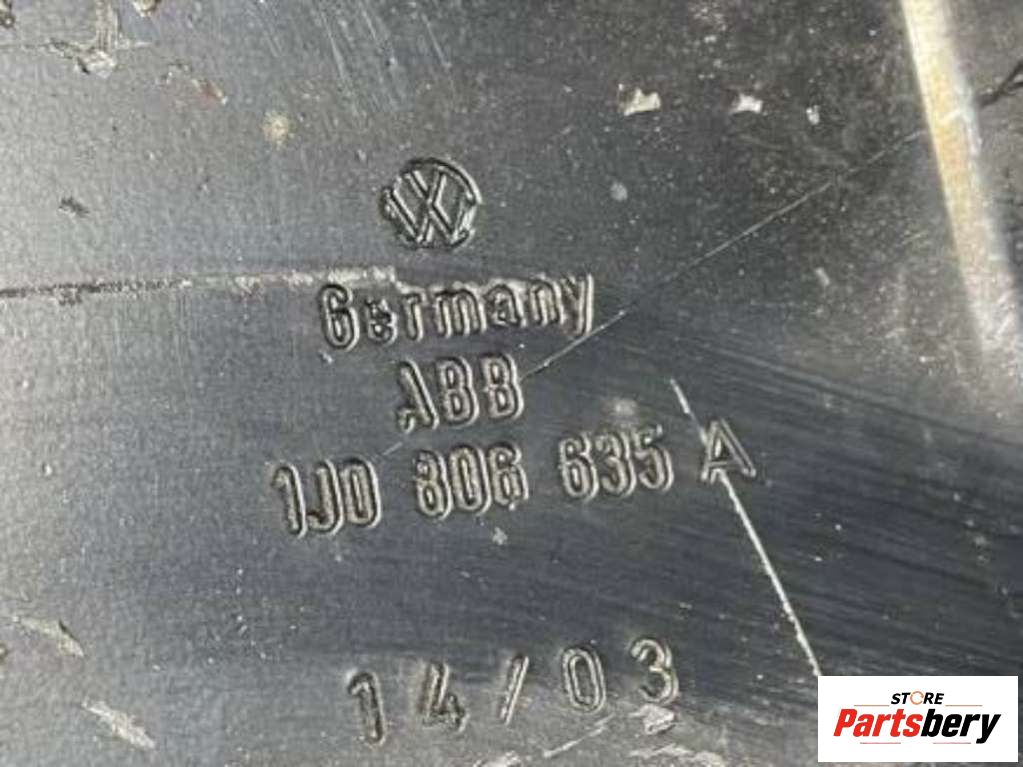 VW
Germany
ABB
1J0 806 635 A
14/03
STORE
Partsbery